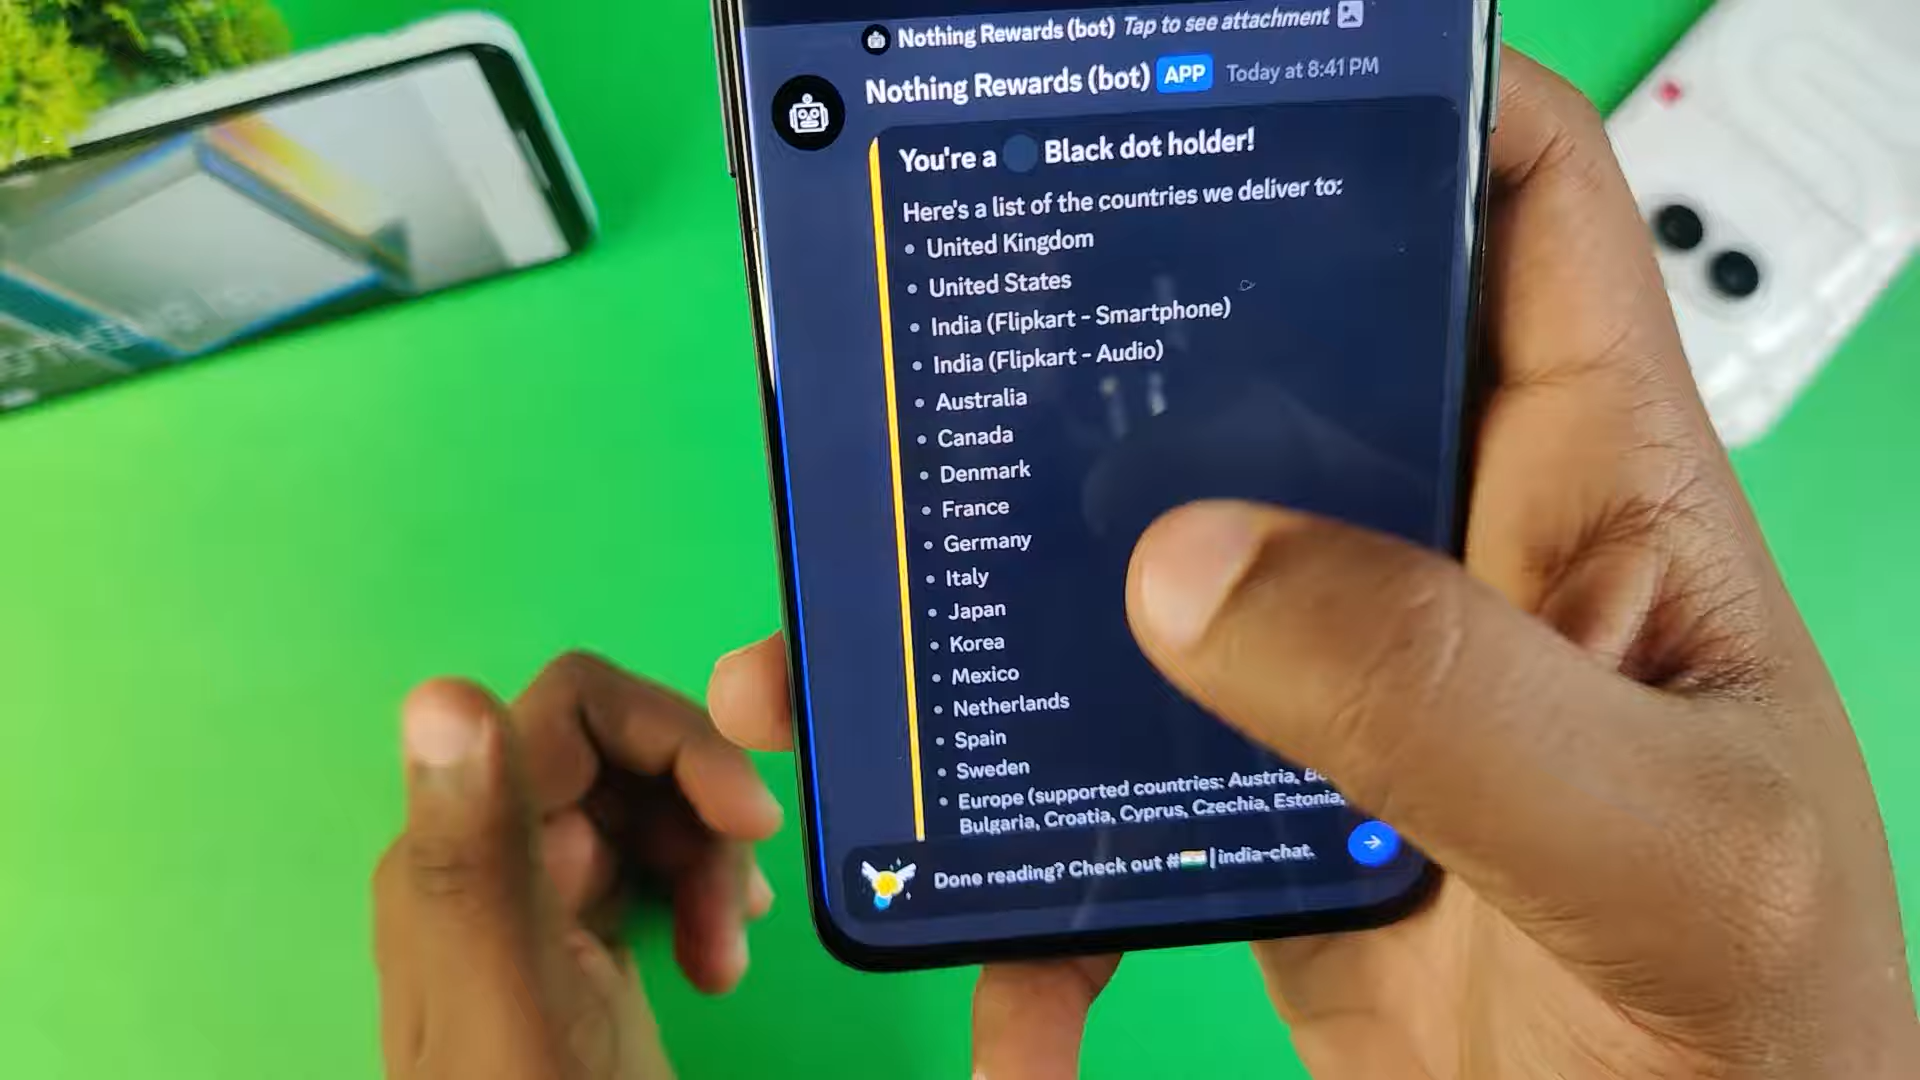 Nothing Rewards (bot) Tap to see attachment
Nothing Rewards (bot) APP Today at 8:41 PM
You're a Black dot holder!
Here's a list of the countries we deliver to:
• United Kingdom
• United States
• India (Flipkart - Smartphone)
• India (Flipkart - Audio)
• Australia
• Canada
• Denmark
• France
• Germany
• Italy
• Japan
• Korea
• Mexico
• Netherlands
• Spain
• Sweden
• Europe (supported countries: Austria,
Bulgaria, Croatia, Cyprus, Czechia, Estonia,
Done reading? Check out #🇮🇳|india-chat.